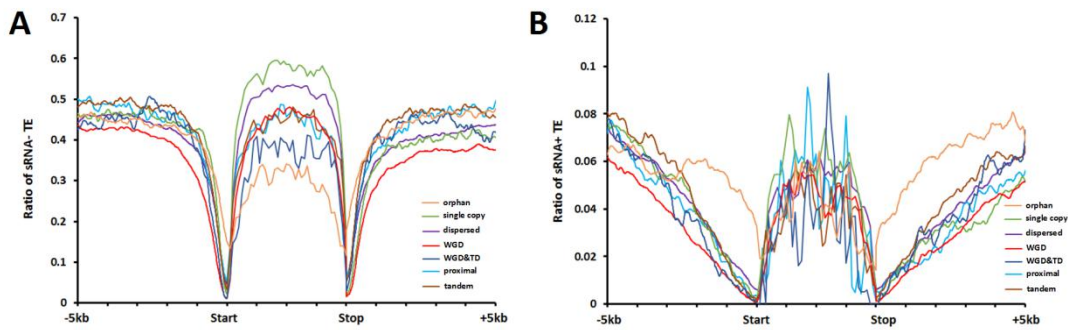 A
Ratio of sRNA- TE
0.7
0.6
0.5
0.4
0.3
0.2
0.1
0
-5kb
Start
Stop
+5kb
orphan
single copy
dispersed
WGD
WGD&TD
proximal
tandem
B
Ratio of sRNA+ TE
0.12
0.1
0.08
0.06
0.04
0.02
0
-5kb
Start
Stop
+5kb
orphan
single copy
dispersed
WGD
WGD&TD
proximal
tandem